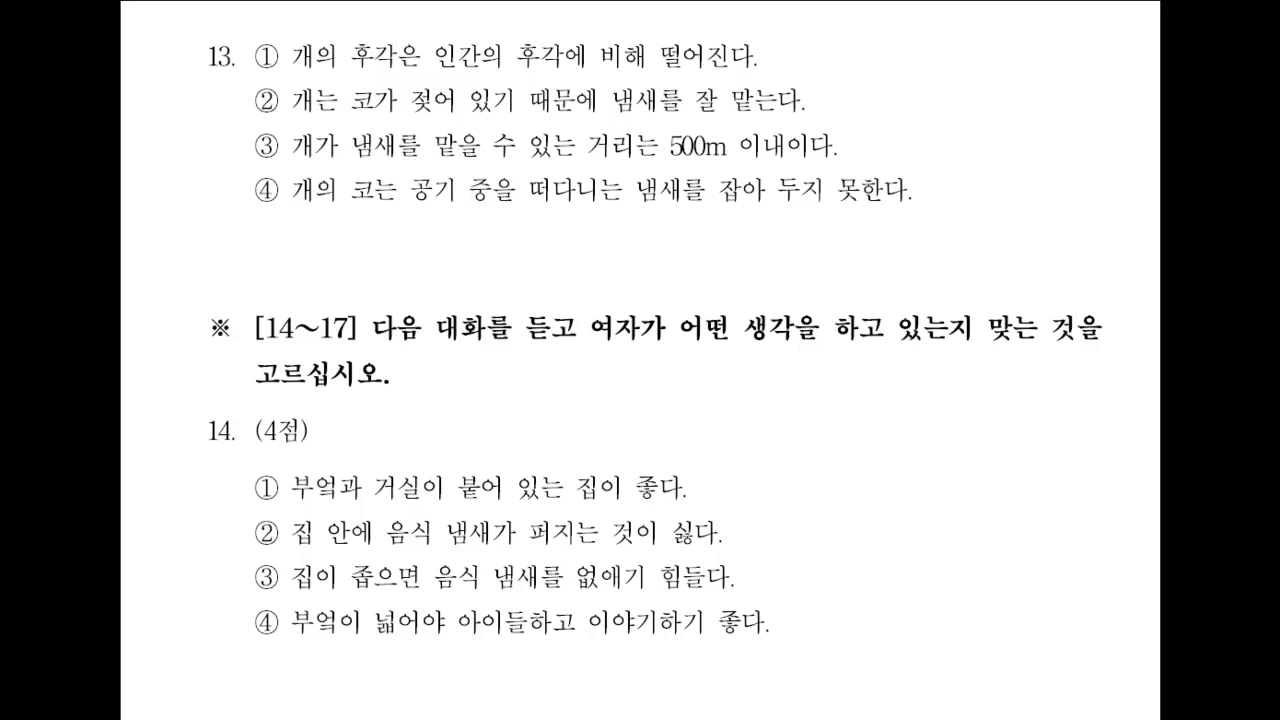 13. ① 개의 후각은 인간의 후각에 비해 떨어진다.
② 개는 코가 젖어 있기 때문에 냄새를 잘 맡는다.
③ 개가 냄새를 맡을 수 있는 거리는 500m 이내이다.
④ 개의 코는 공기 중을 떠다니는 냄새를 잡아 두지 못한다.
※ [14~17] 다음 대화를 듣고 여자가 어떤 생각을 하고 있는지 맞는 것을
고르십시오.
14. (4점)
① 부엌과 거실이 붙어 있는 집이 좋다.
② 집 안에 음식 냄새가 퍼지는 것이 싫다.
③ 집이 좁으면 음식 냄새를 없애기 힘들다.
④ 부엌이 넓어야 아이들하고 이야기하기 좋다.